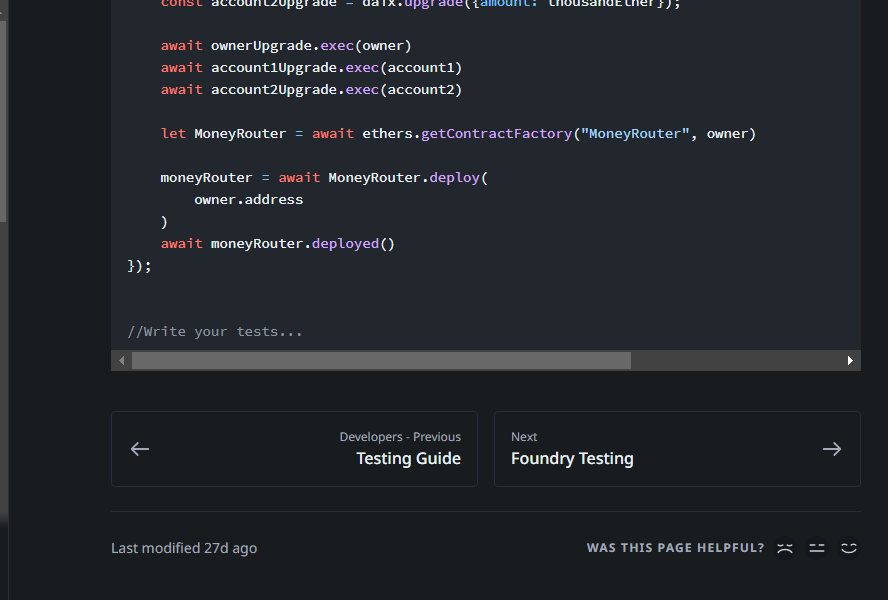 const account2Upgrade = daix.upgrade({amount: thousandEther});
await ownerUpgrade.exec(owner)
await account1Upgrade.exec(account1)
await account2Upgrade.exec(account2)
let MoneyRouter = await ethers.getContractFactory("MoneyRouter", owner)
moneyRouter = await MoneyRouter.deploy(
owner.address
)
await moneyRouter.deployed()
});
//Write your tests...
Developers - Previous
Testing Guide
Next
Foundry Testing
Last modified 27d ago
WAS THIS PAGE HELPFUL?